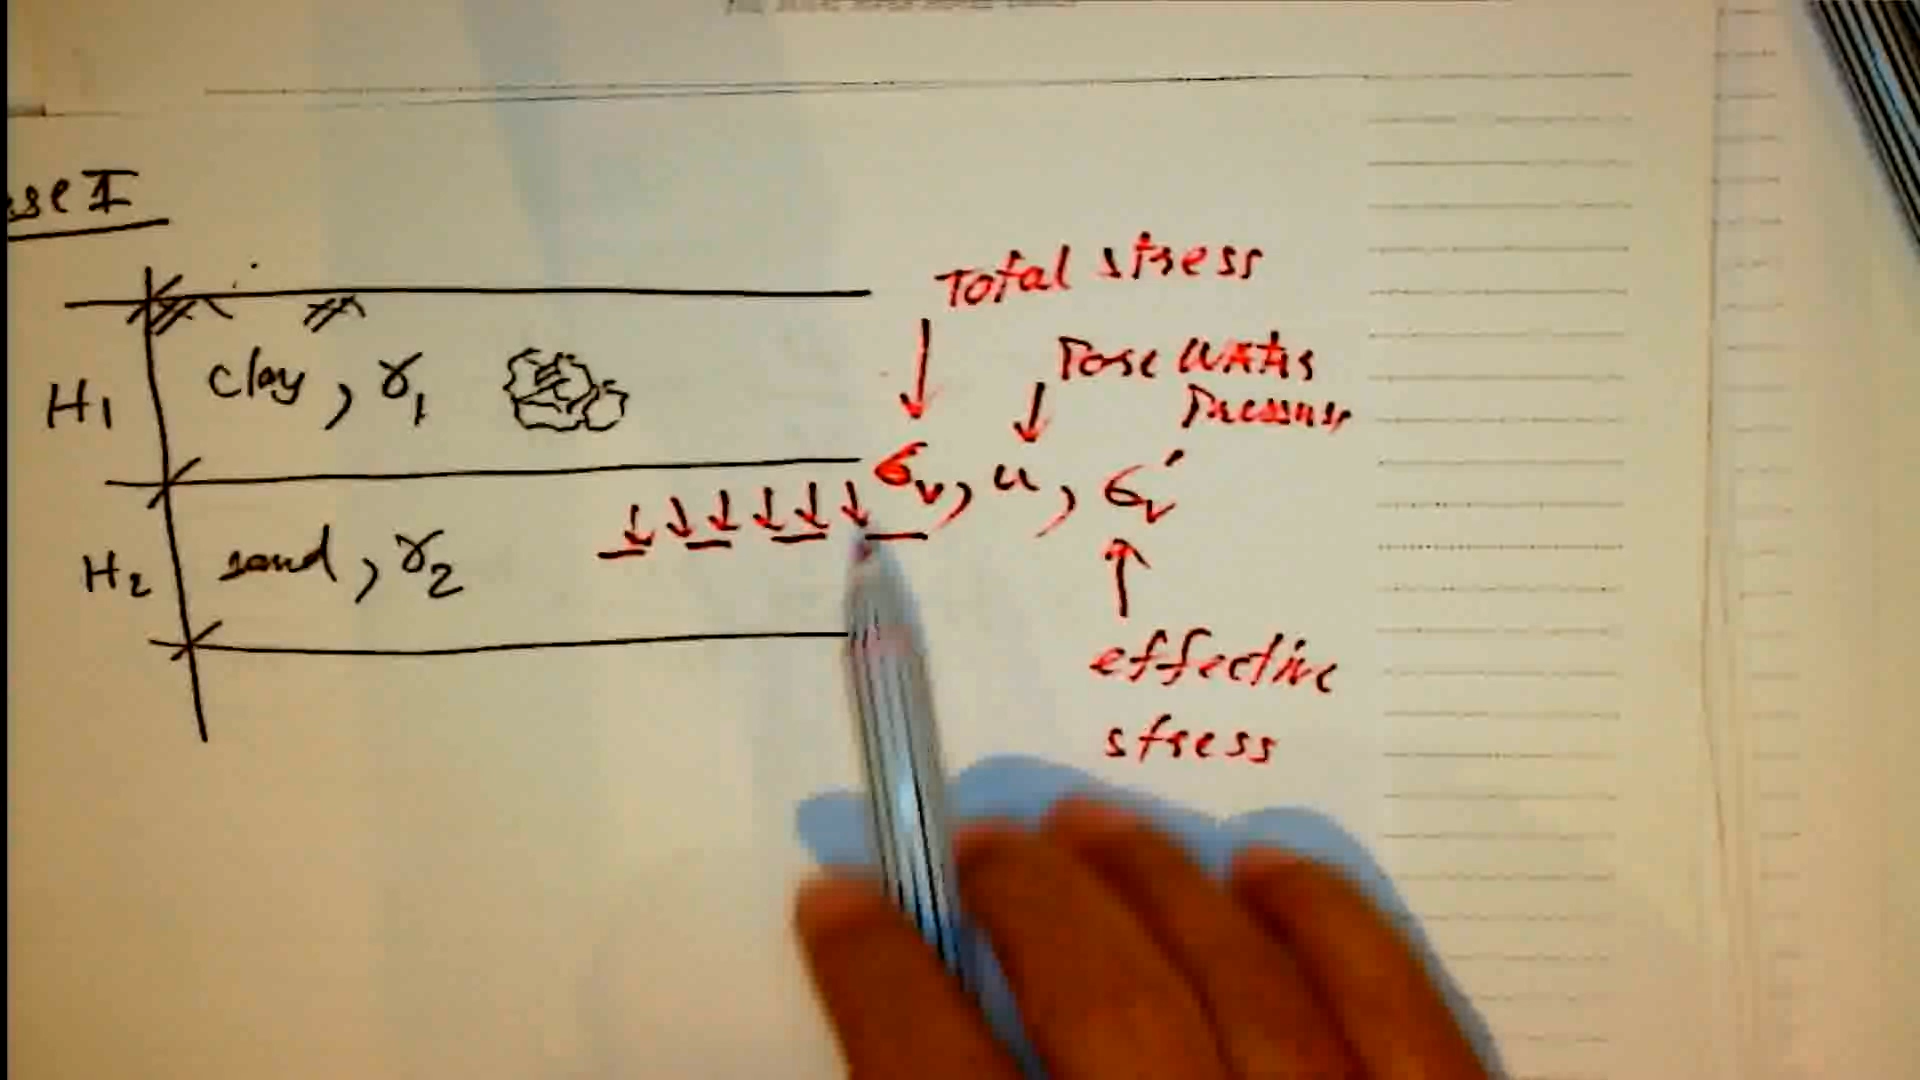 se I
Total stress
Pore Water
Pressure
H1
clay, γ1
σv, u, σv'
H2
sand, γ2
effective
stress